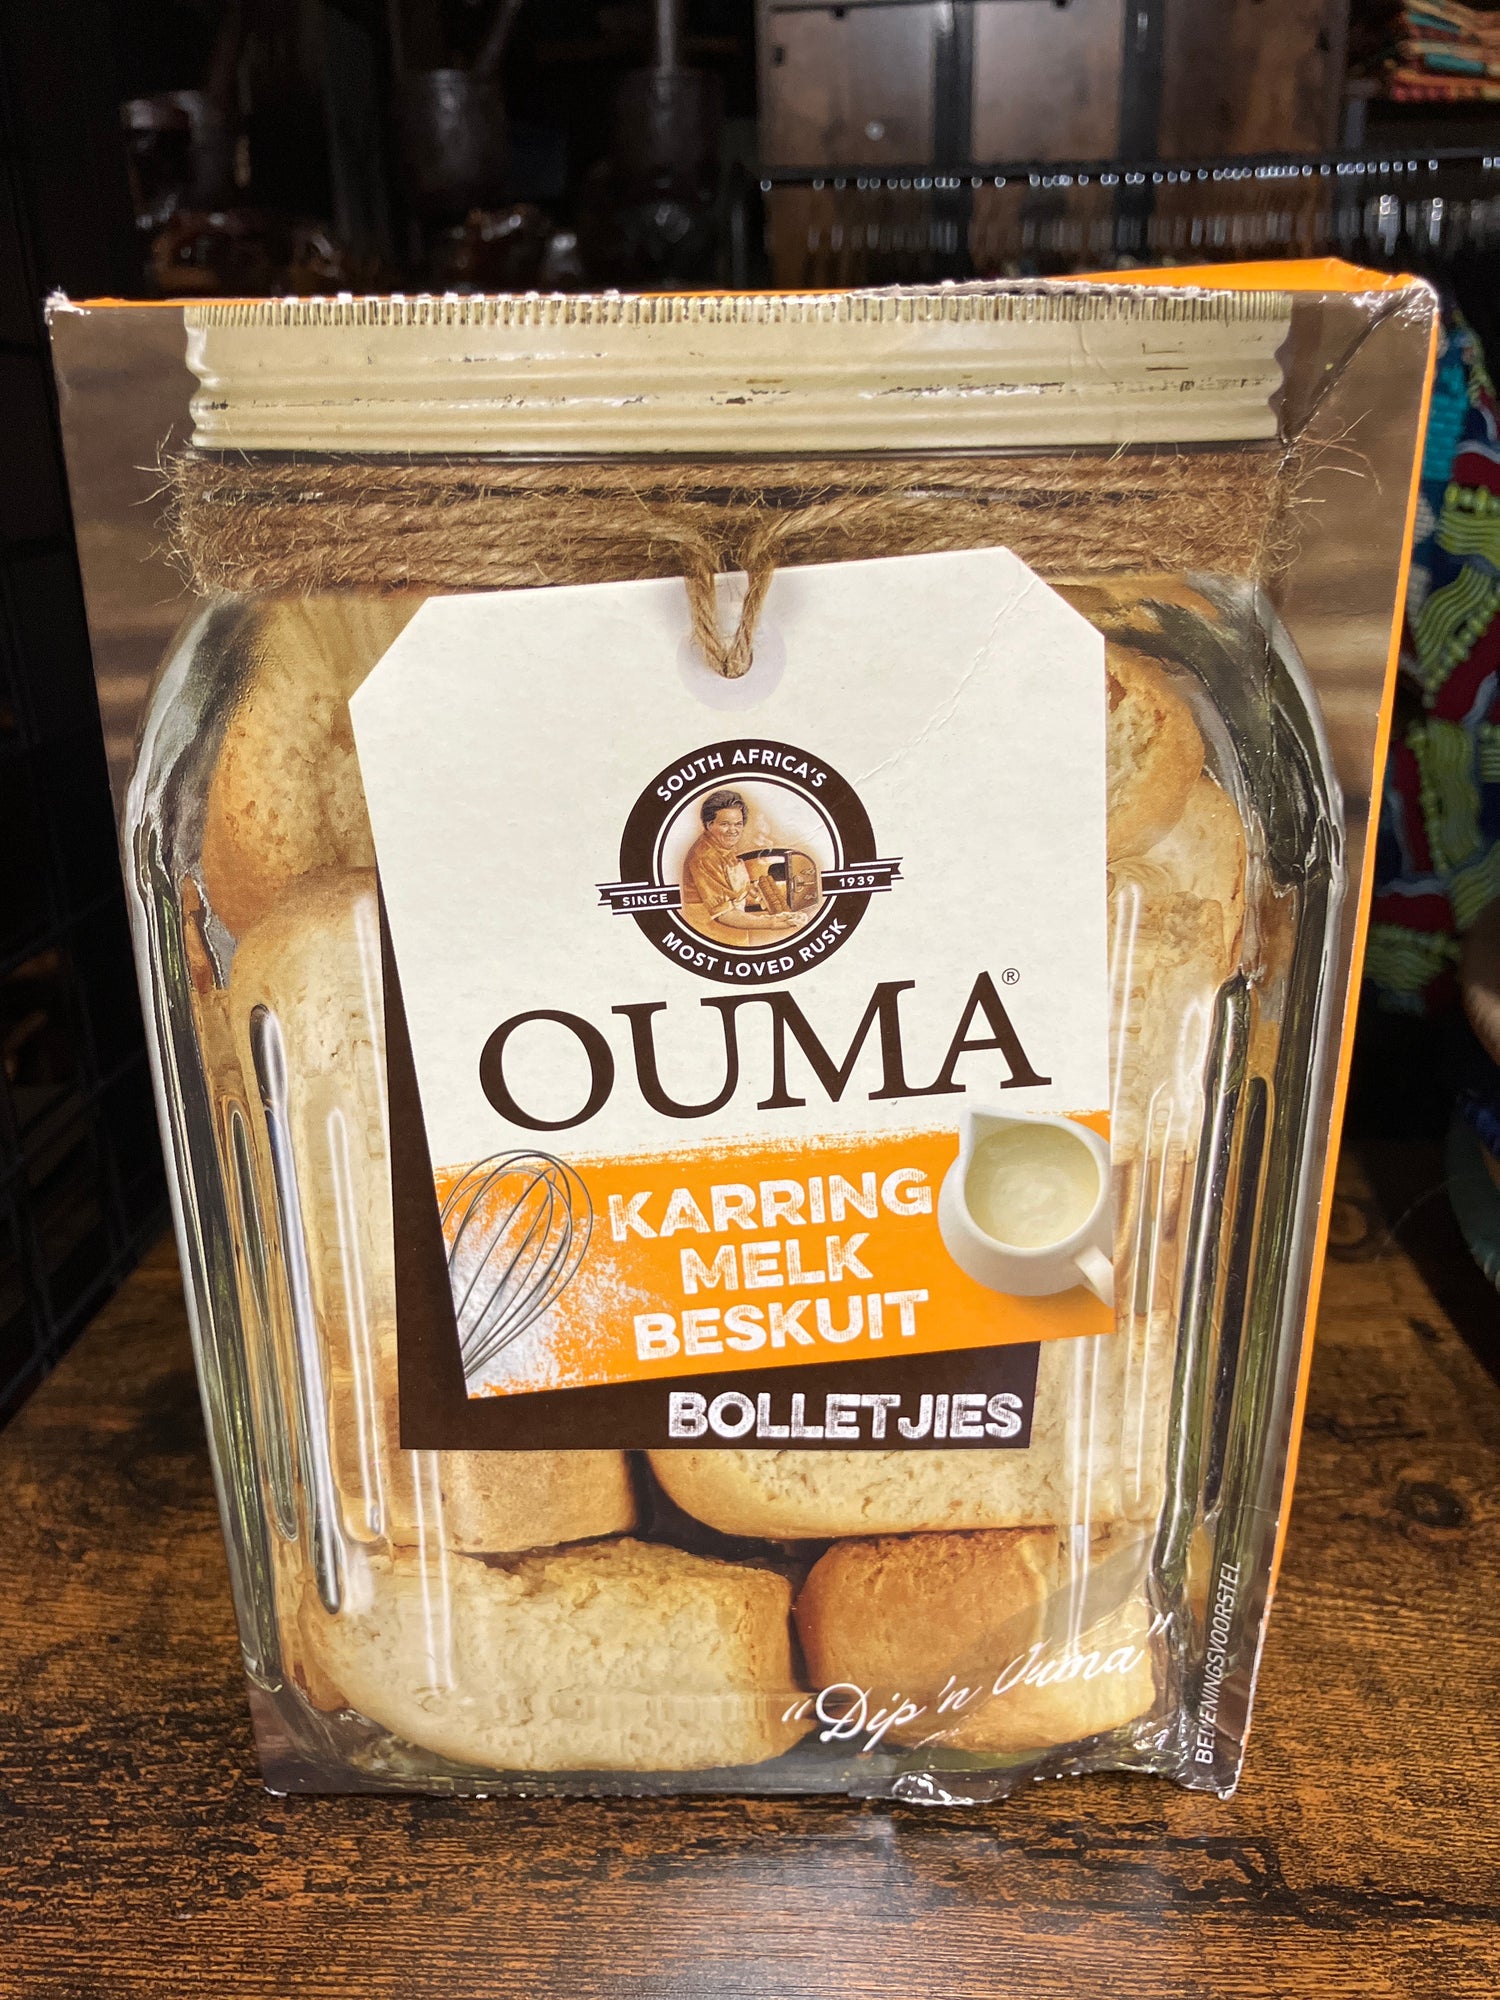 SOUTH AFRICA'S
SINCE 1939
MOST LOVED RUSK
OUMA®
KARRING
MELK
BESKUIT
BOLLETJIES
"Dip 'n Ouma"
BEDIENINGSVOORSTEL